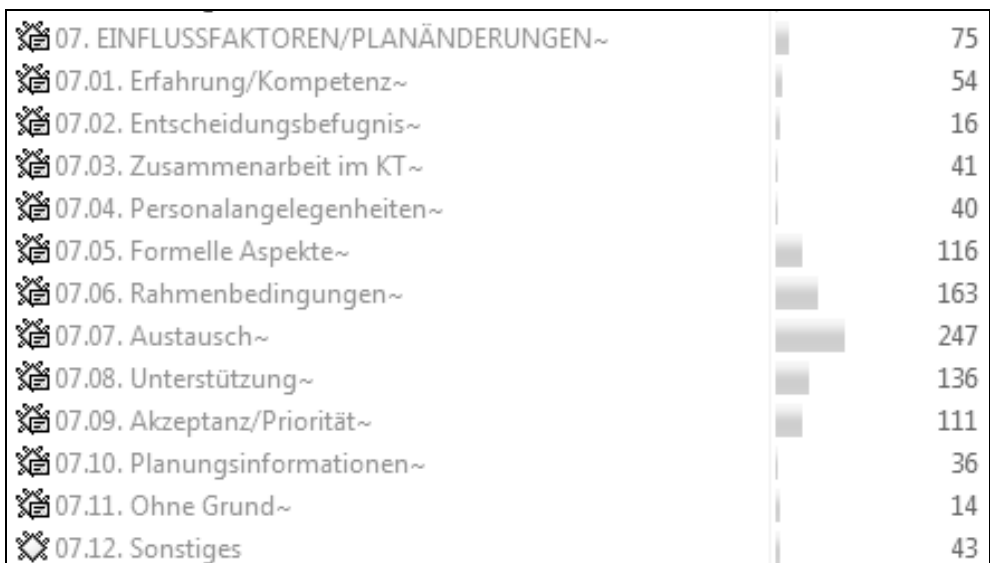 07. EINFLUSSFAKTOREN/PLANÄNDERUNGEN~ 75
07.01. Erfahrung/Kompetenz~ 54
07.02. Entscheidungsbefugnis~ 16
07.03. Zusammenarbeit im KT~ 41
07.04. Personalangelegenheiten~ 40
07.05. Formelle Aspekte~ 116
07.06. Rahmenbedingungen~ 163
07.07. Austausch~ 247
07.08. Unterstützung~ 136
07.09. Akzeptanz/Priorität~ 111
07.10. Planungsinformationen~ 36
07.11. Ohne Grund~ 14
07.12. Sonstiges 43